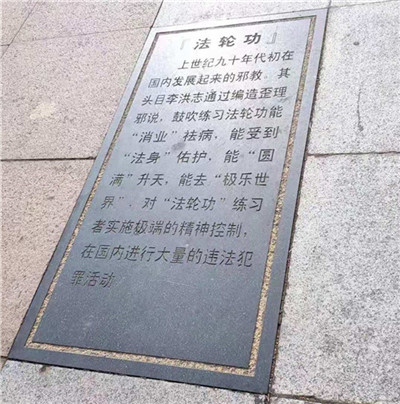 『法轮功』
上世纪九十年代初在
国内发展起来的邪教。其
头目李洪志通过编造歪理
邪说,鼓吹练习法轮功能
“消业”祛病,能受到
“法身”佑护,能“圆
满”升天,能去“极乐世
界”,对“法轮功”练习
者实施极端的精神控制,
在国内进行大量的违法犯
罪活动